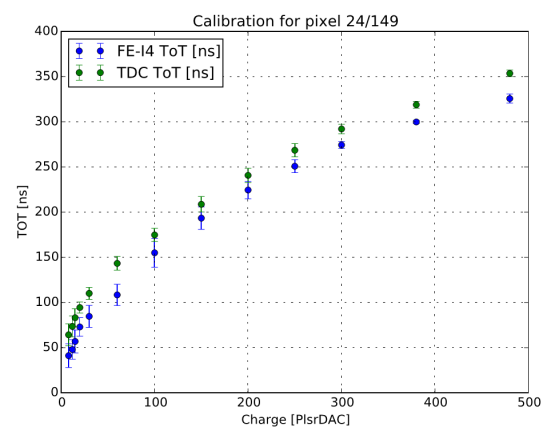 Calibration for pixel 24/149
FE-I4 ToT [ns]
TDC ToT [ns]
TOT [ns]
400
350
300
250
200
150
100
50
0
0 100 200 300 400 500
Charge [PlsrDAC]